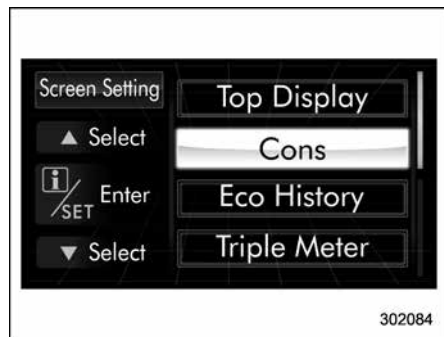 Screen Setting
▲ Select
i/SET Enter
▼ Select
Top Display
Cons
Eco History
Triple Meter
302084